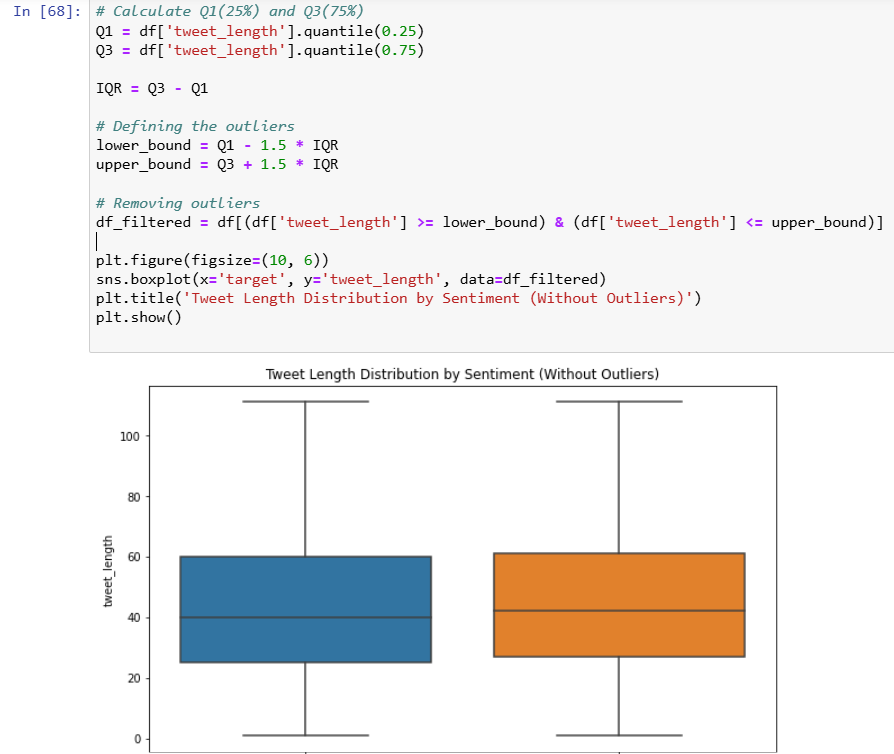 In [68]:
# Calculate Q1(25%) and Q3(75%)
Q1 = df['tweet_length'].quantile(0.25)
Q3 = df['tweet_length'].quantile(0.75)
IQR = Q3 - Q1
# Defining the outliers
lower_bound = Q1 - 1.5 * IQR
upper_bound = Q3 + 1.5 * IQR
# Removing outliers
df_filtered = df[(df['tweet_length'] >= lower_bound) & (df['tweet_length'] <= upper_bound)]
plt.figure(figsize=(10, 6))
sns.boxplot(x='target', y='tweet_length', data=df_filtered)
plt.title('Tweet Length Distribution by Sentiment (Without Outliers)')
plt.show()
Tweet Length Distribution by Sentiment (Without Outliers)
100
80
60
40
20
0
tweet_length